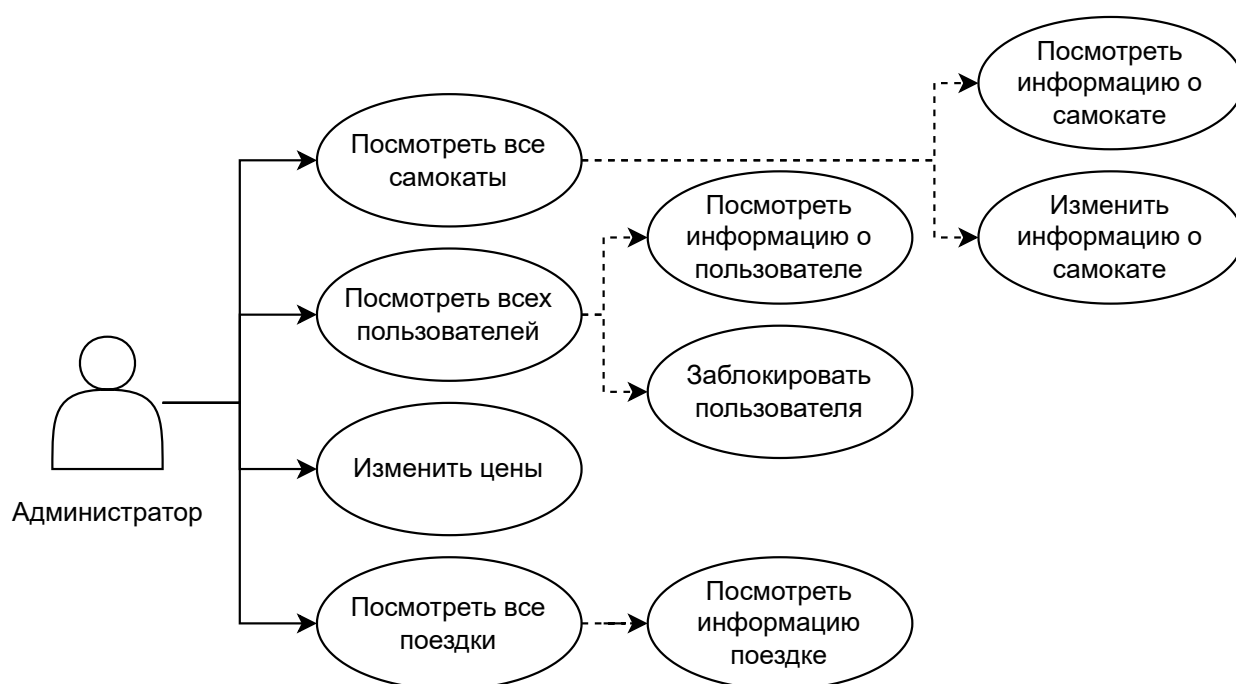 Посмотреть
информацию о
самокате
Посмотреть все
самокаты
Посмотреть
информацию о
пользователе
Изменить
информацию о
самокате
Посмотреть всех
пользователей
Заблокировать
пользователя
Изменить цены
Администратор
Посмотреть все
поездки
Посмотреть
информацию
поездке